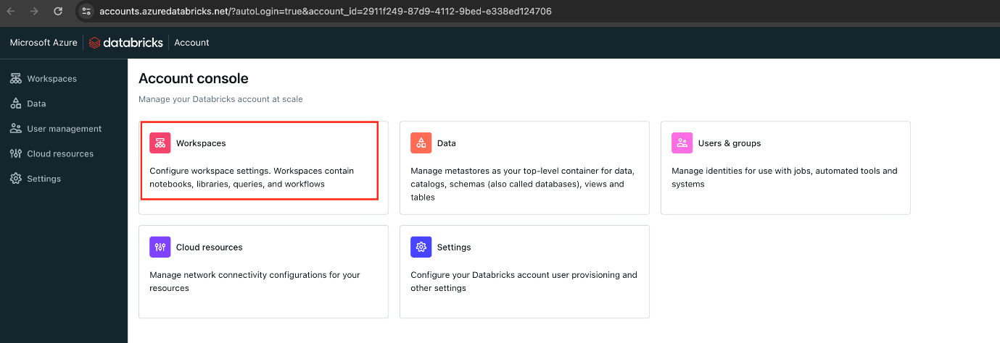 accounts.azuredatabricks.net/?autoLogin=true&account_id=2911f249-87d9-4112-9bed-e338ed124706
Microsoft Azure databricks Account
Workspaces
Data
User management
Cloud resources
Settings
Account console
Manage your Databricks account at scale
Workspaces
Configure workspace settings. Workspaces contain
notebooks, libraries, queries, and workflows
Data
Manage metastores as your top-level container for data,
catalogs, schemas (also called databases), views and
tables
Users & groups
Manage identities for use with jobs, automated tools and
systems
Cloud resources
Manage network connectivity configurations for your
resources
Settings
Configure your Databricks account user provisioning and
other settings